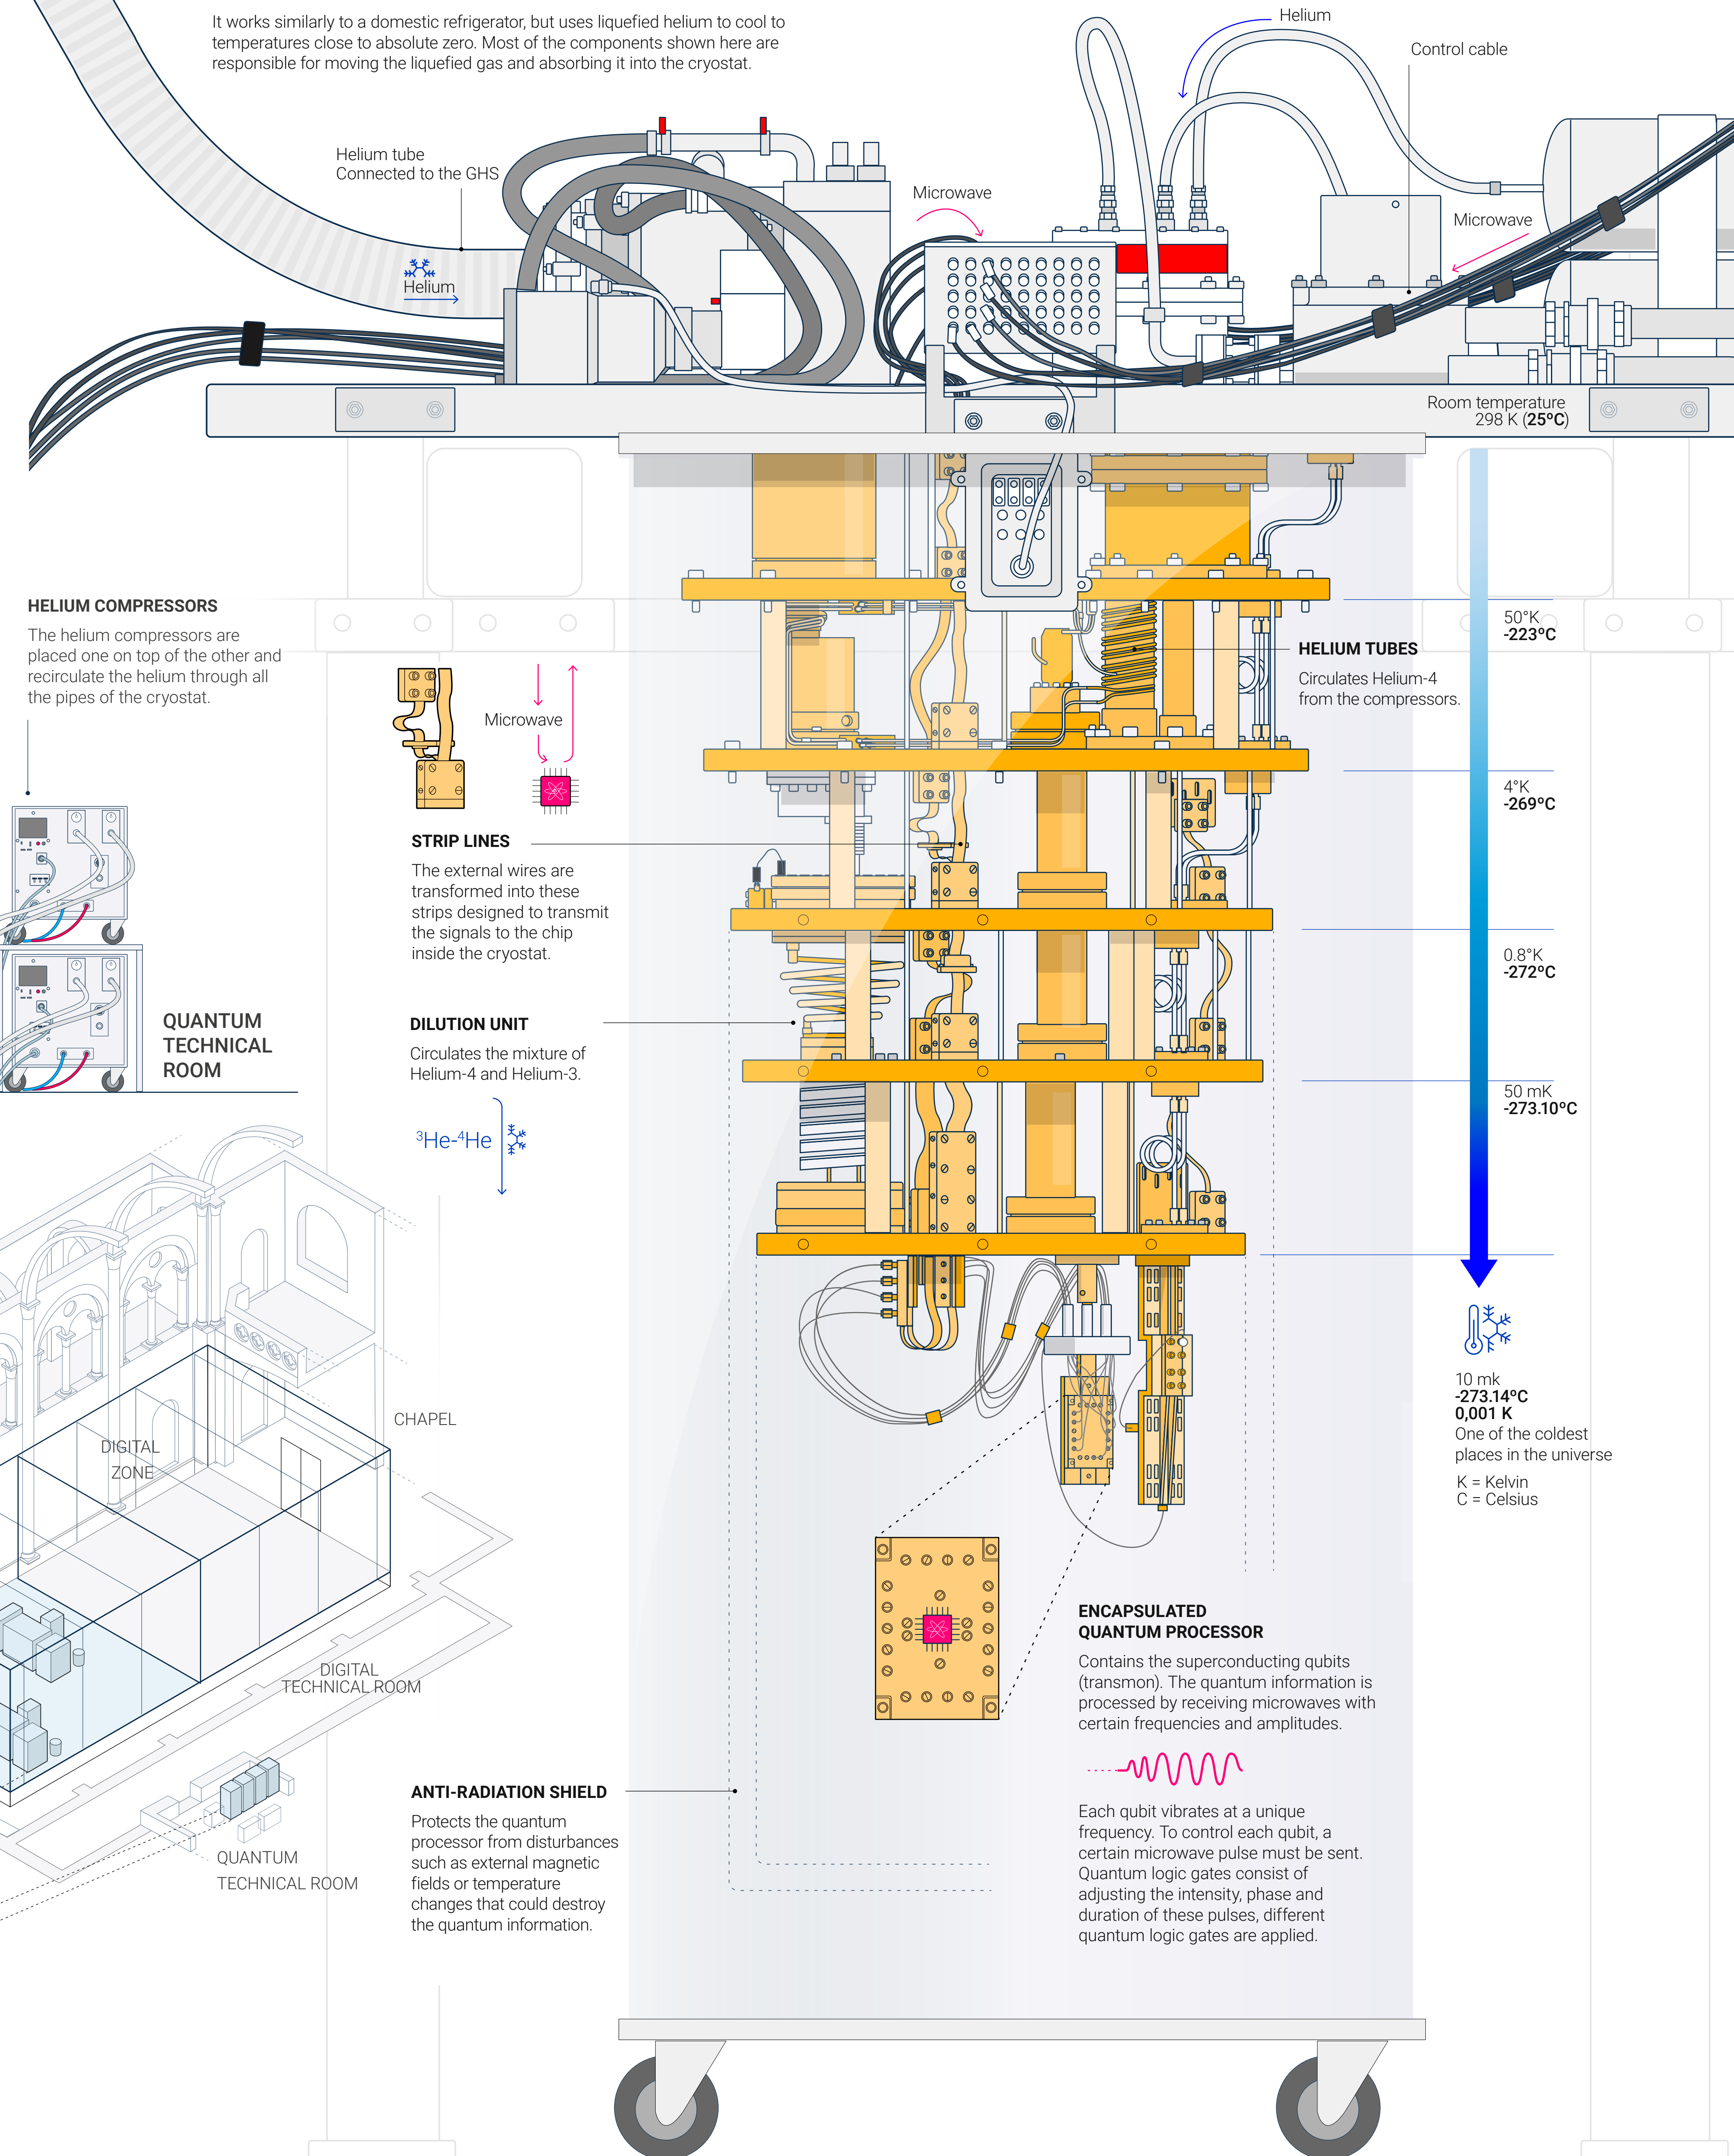 It works similarly to a domestic refrigerator, but uses liquefied helium to cool to
temperatures close to absolute zero. Most of the components shown here are
responsible for moving the liquefied gas and absorbing it into the cryostat.
Helium
Control cable
Helium tube
Connected to the GHS
Microwave
Microwave
Helium
Room temperature
298 K (25ºC)
HELIUM COMPRESSORS
The helium compressors are
placed one on top of the other and
recirculate the helium through all
the pipes of the cryostat.
50°K
-223ºC
HELIUM TUBES
Circulates Helium-4
from the compressors.
Microwave
4°K
-269ºC
STRIP LINES
The external wires are
transformed into these
strips designed to transmit
the signals to the chip
inside the cryostat.
0.8°K
-272ºC
QUANTUM
TECHNICAL
ROOM
DILUTION UNIT
Circulates the mixture of
Helium-4 and Helium-3.
³He-⁴He
50 mK
-273.10ºC
10 mk
-273.14ºC
0,001 K
One of the coldest
places in the universe
K = Kelvin
C = Celsius
CHAPEL
DIGITAL
ZONE
DIGITAL
TECHNICAL ROOM
QUANTUM
TECHNICAL ROOM
ENCAPSULATED
QUANTUM PROCESSOR
Contains the superconducting qubits
(transmon). The quantum information is
processed by receiving microwaves with
certain frequencies and amplitudes.
Each qubit vibrates at a unique
frequency. To control each qubit, a
certain microwave pulse must be sent.
Quantum logic gates consist of
adjusting the intensity, phase and
duration of these pulses, different
quantum logic gates are applied.
ANTI-RADIATION SHIELD
Protects the quantum
processor from disturbances
such as external magnetic
fields or temperature
changes that could destroy
the quantum information.